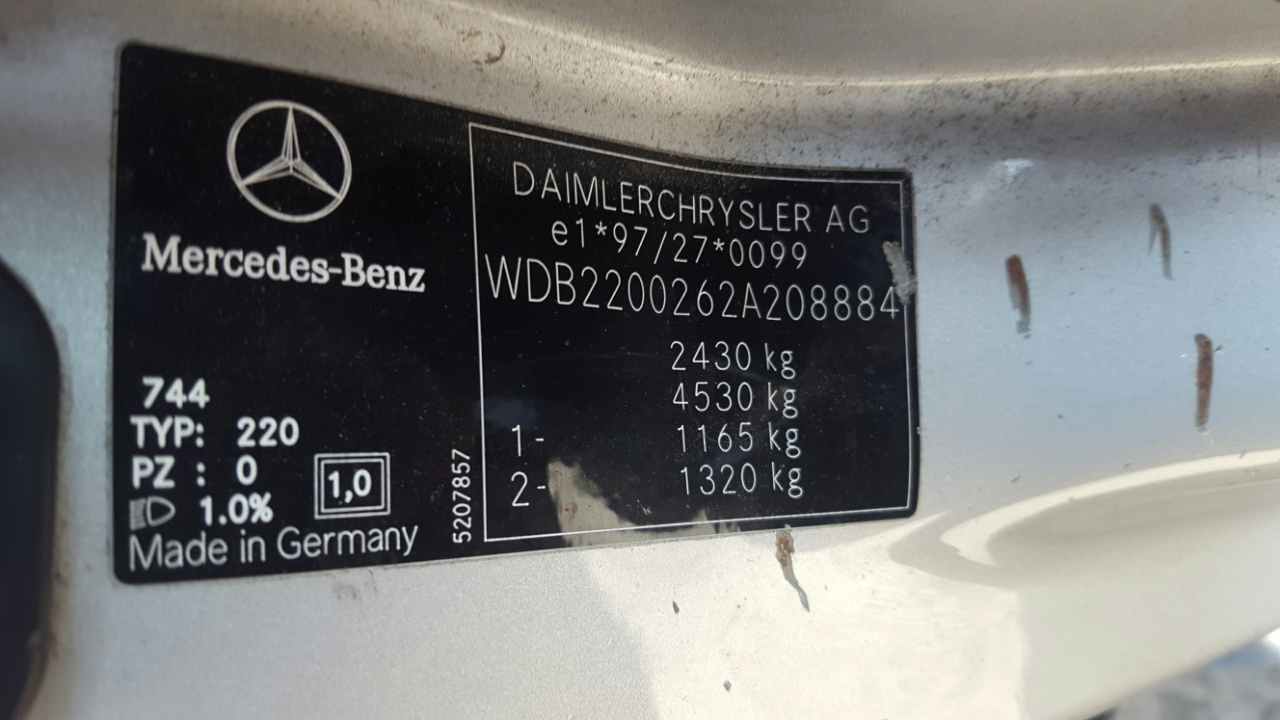 Mercedes-Benz
744
TYP: 220
PZ : 0
1.0%
1,0
Made in Germany
5207857
DAIMLERCHRYSLER AG
e1*97/27*0099
WDB2200262A208884
2430 kg
4530 kg
1- 1165 kg
2- 1320 kg